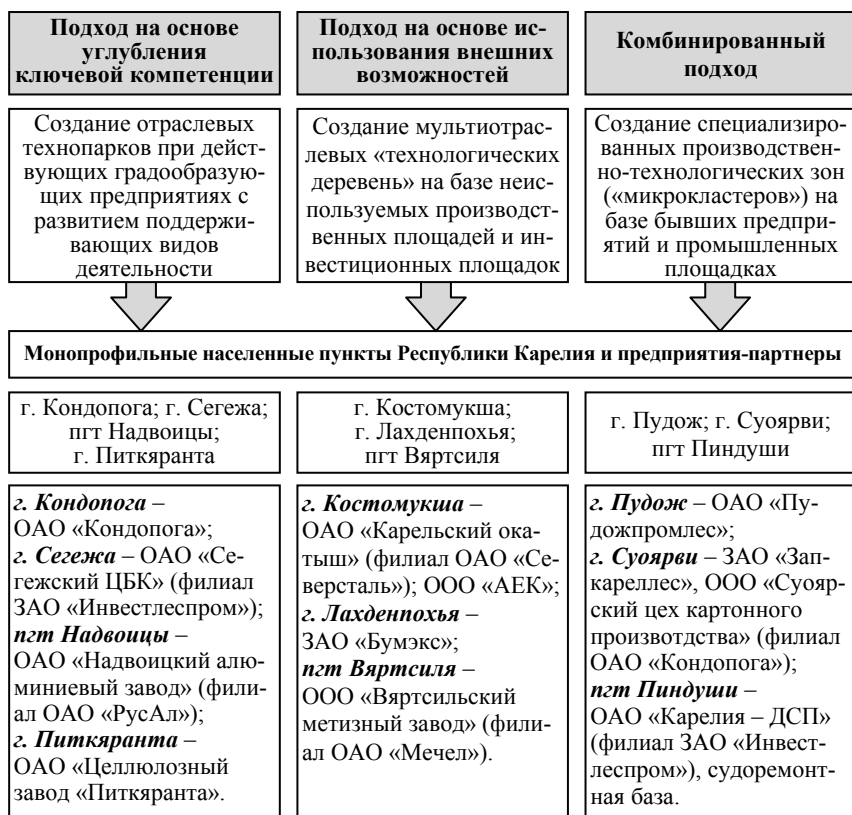 Подход на основе
углубления
ключевой компетенции
Подход на основе ис-
пользования внешних
возможностей
Комбинированный
подход
Создание отраслевых
технопарков при дейст-
вующих градообразую-
щих предприятиях с
развитием поддержи-
вающих видов
деятельности
Создание мультиотрас-
левых «технологических
деревень» на базе неис-
пользуемых производст-
венных площадей и ин-
вестиционных площадок
Создание специализиро-
ванных производствен-
но-технологических зон
(«микрокластеров») на
базе бывших предпри-
ятий и промышленных
площадках
Монопрофильные населенные пункты Республики Карелия и предприятия-партнеры
г. Кондопога; г. Сегежа;
пгт Надвоицы;
г. Питкяранта
г. Костомукша;
г. Лахденпохья;
пгт Вяртсиля
г. Пудож; г. Суоярви;
пгт Пиндуши
г. Кондопога –
ОАО «Кондопога»;
г. Сегежа – ОАО «Се-
гежский ЦБК» (филиал
ЗАО «Инвестлеспром»);
пгт Надвоицы –
ОАО «Надвоицкий алю-
миниевый завод» (фили-
ал ОАО «РусАл»);
г. Питкяранта –
ОАО «Целлюлозный
завод «Питкяранта».
г. Костомукша –
ОАО «Карельский ока-
тыш» (филиал ОАО «Се-
версталь»); ООО «АЕК»;
г. Лахденпохья –
ЗАО «Бумэкс»;
пгт Вяртсиля –
ООО «Вяртсильский
метизный завод» (фили-
ал ОАО «Мечел»).
г. Пудож – ОАО «Пу-
дожпромлес»;
г. Суоярви – ЗАО «Зап-
кареллес», ООО «Суояр-
ский цех картонного
произвотдства» (филиал
ОАО «Кондопога»);
пгт Пиндуши –
ОАО «Карелия – ДСП»
(филиал ЗАО «Инвест-
леспром»), судоремонт-
ная база.